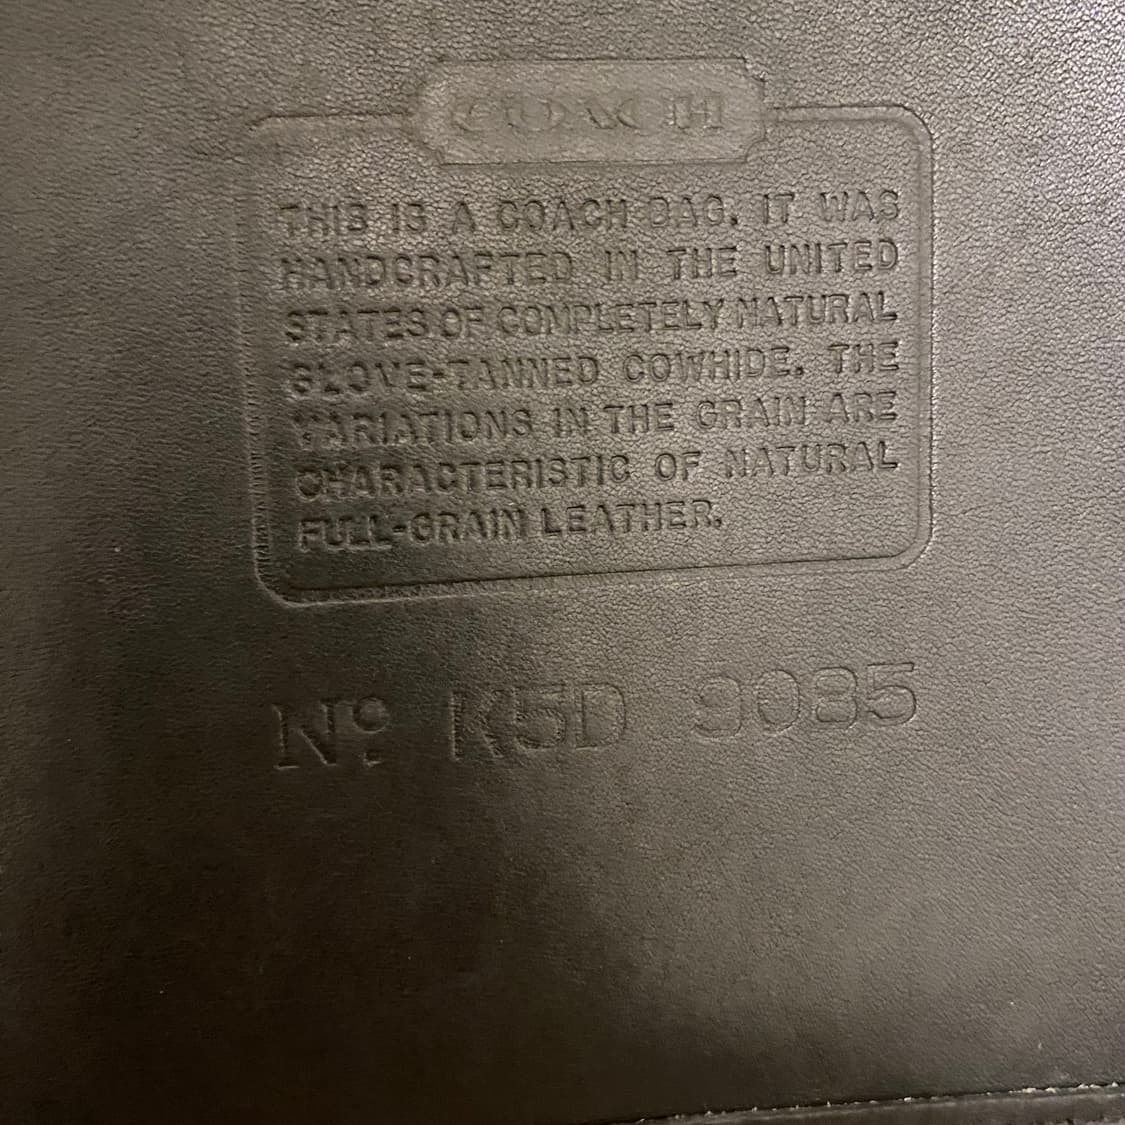 COACH
THIS IS A COACH BAG. IT WAS
HANDCRAFTED IN THE UNITED
STATES OF COMPLETELY NATURAL
GLOVE-TANNED COWHIDE. THE
VARIATIONS IN THE GRAIN ARE
CHARACTERISTIC OF NATURAL
FULL-GRAIN LEATHER.
Nº K5D 9085